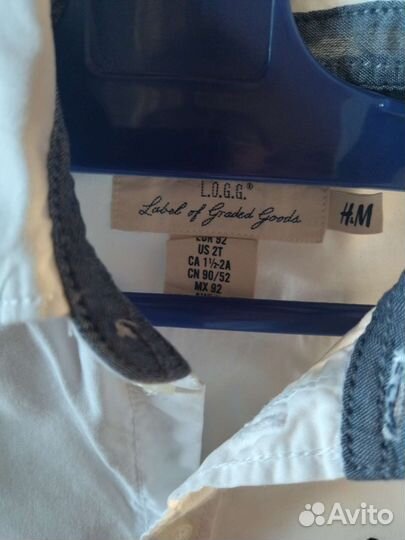 L.O.G.G.®
Label of Graded Goods
H&M
EUR 92
US 2T
CA 1½-2A
CN 90/52
MX 92
Avito